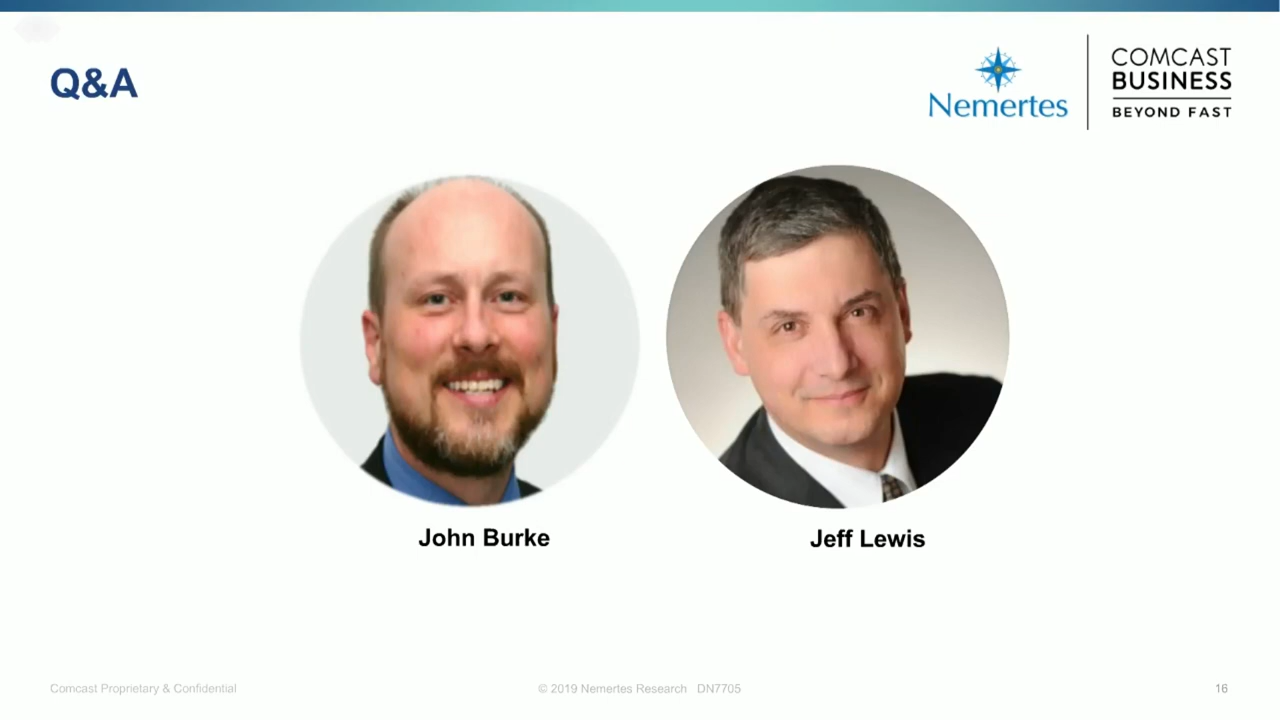 Q&A
Nemertes
COMCAST
BUSINESS
BEYOND FAST
John Burke
Jeff Lewis
Comcast Proprietary & Confidential
© 2019 Nemertes Research DN7705
16